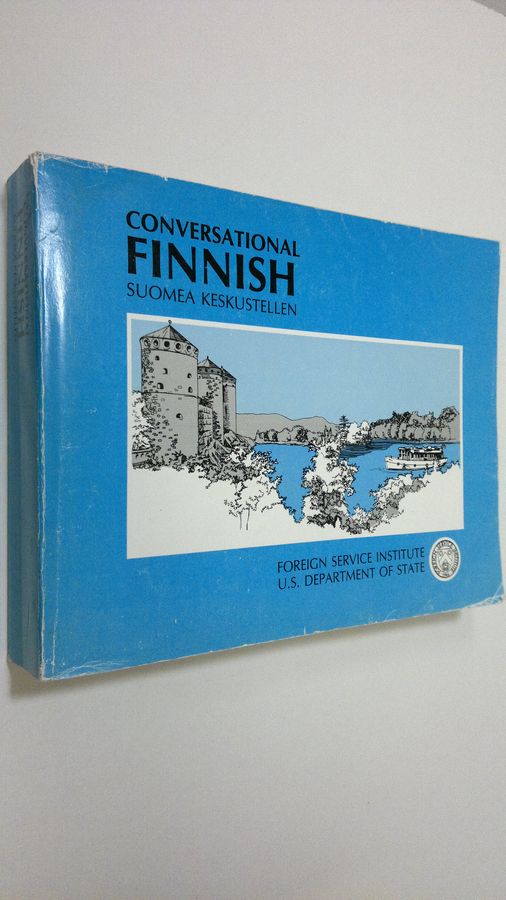 CONVERSATIONAL
FINNISH
SUOMEA KESKUSTELLEN
FOREIGN SERVICE INSTITUTE
U.S. DEPARTMENT OF STATE